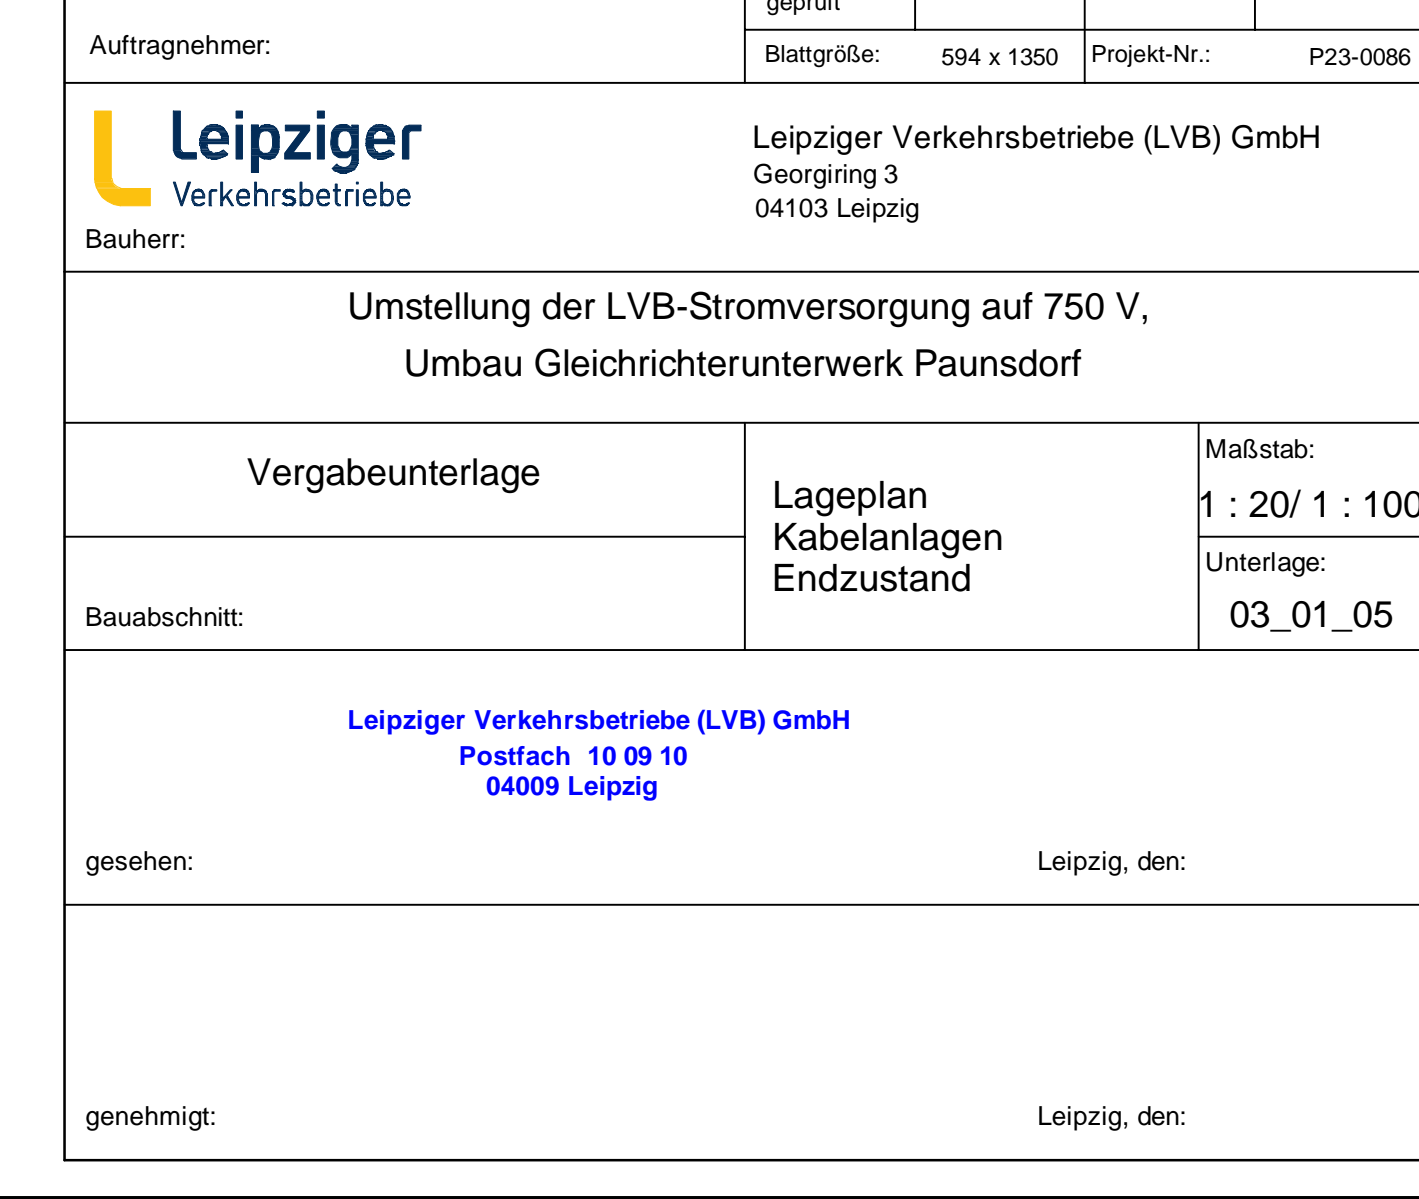 geprüft
Auftragnehmer:
Blattgröße: 594 x 1350 Projekt-Nr.: P23-0086
Leipziger
Verkehrsbetriebe
Bauherr:
Leipziger Verkehrsbetriebe (LVB) GmbH
Georgiring 3
04103 Leipzig
Umstellung der LVB-Stromversorgung auf 750 V,
Umbau Gleichrichterunterwerk Paunsdorf
Vergabeunterlage
Bauabschnitt:
Lageplan
Kabelanlagen
Endzustand
Maßstab:
1 : 20/ 1 : 100
Unterlage:
03_01_05
Leipziger Verkehrsbetriebe (LVB) GmbH
Postfach 10 09 10
04009 Leipzig
gesehen: Leipzig, den:
genehmigt: Leipzig, den: